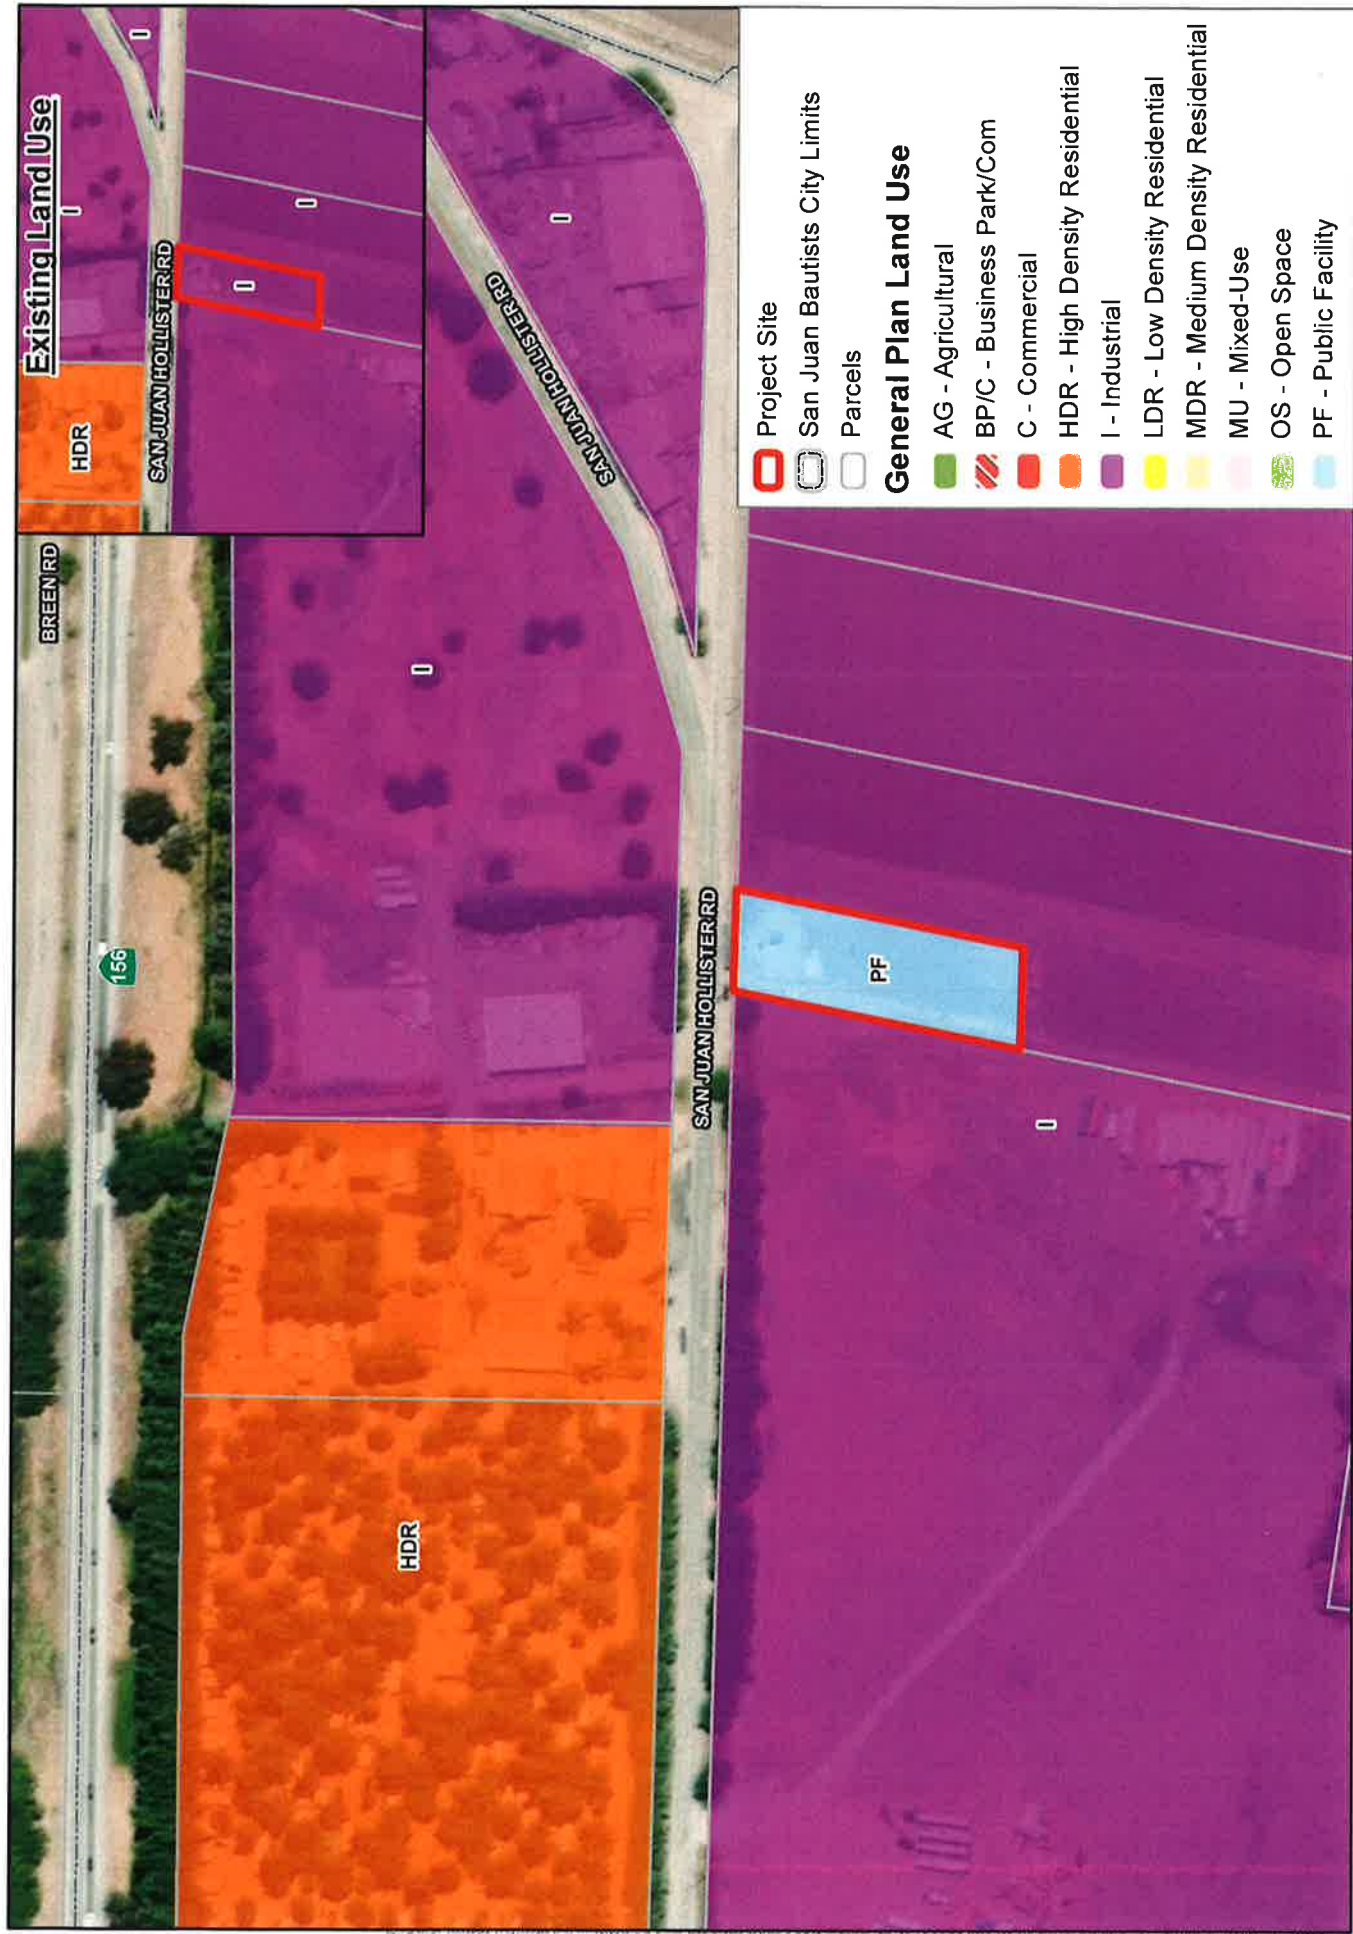 Existing Land Use
HDR
I
I
I
I
SAN JUAN HOLLISTER RD
BREEN RD
156
I
I
SAN JUAN HOLLISTER RD
SAN JUAN HOLLISTER RD
HDR
PF
I
Project Site
San Juan Bautists City Limits
Parcels
General Plan Land Use
AG - Agricultural
BP/C - Business Park/Com
C - Commercial
HDR - High Density Residential
I - Industrial
LDR - Low Density Residential
MDR - Medium Density Residential
MU - Mixed-Use
OS - Open Space
PF - Public Facility